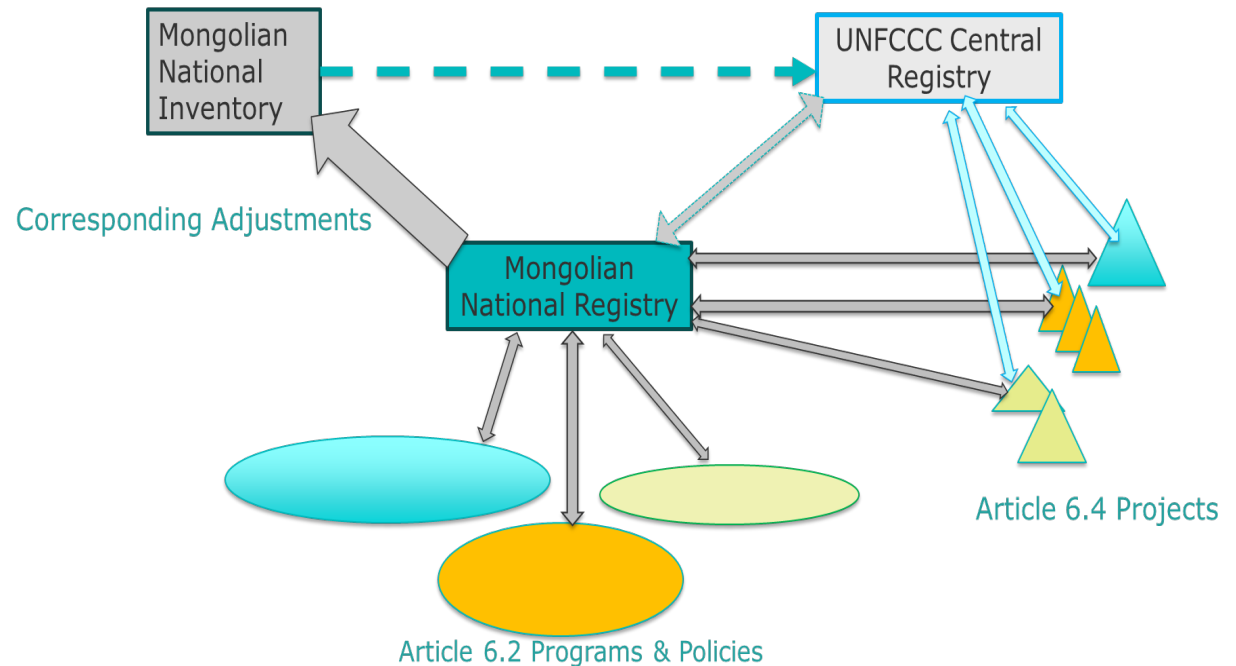 Mongolian
National
Inventory
UNFCCC Central
Registry
Corresponding Adjustments
Mongolian
National Registry
Article 6.4 Projects
Article 6.2 Programs & Policies